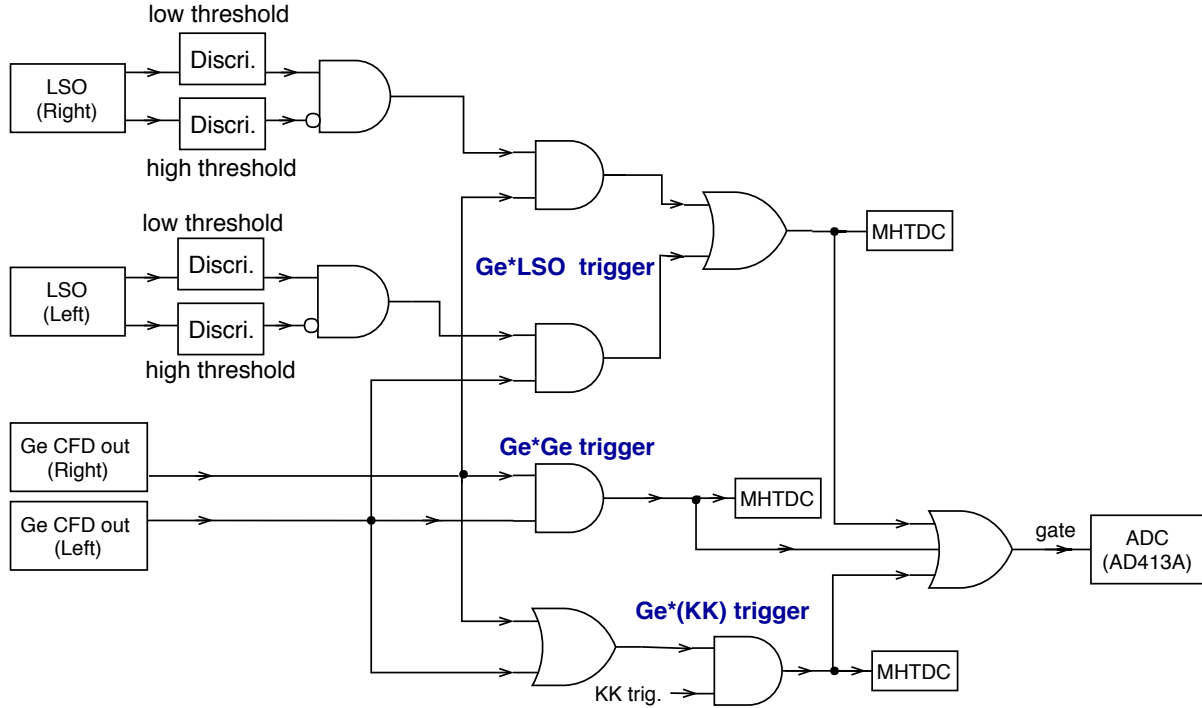 low threshold
Discri.
LSO
(Right)
Discri.
high threshold
low threshold
Discri.
LSO
(Left)
Discri.
high threshold
Ge*LSO trigger
MHTDC
Ge CFD out
(Right)
Ge*Ge trigger
MHTDC
Ge CFD out
(Left)
gate
ADC
(AD413A)
Ge*(KK) trigger
KK trig.
MHTDC